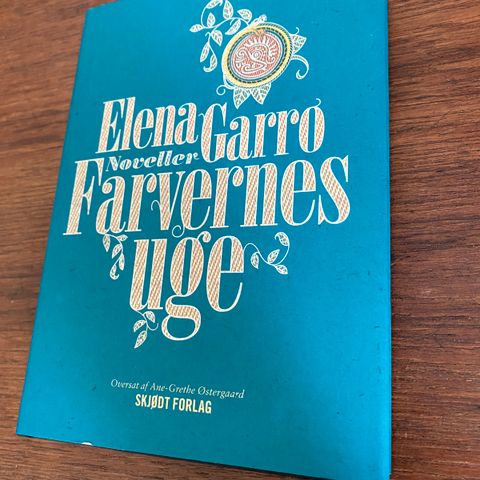 Elena Garro
Noveller
Farvernes
uge
Oversat af Ane-Grethe Østergaard
SKJØDT FORLAG